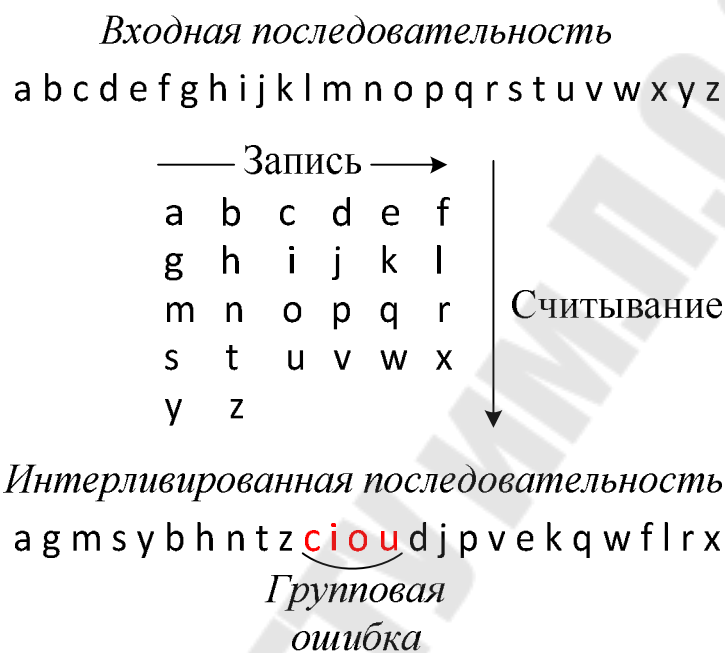 Входная последовательность
a b c d e f g h i j k l m n o p q r s t u v w x y z
Запись
a b c d e f
g h i j k l
m n o p q r
s t u v w x
y z
Считывание
Интерливированная последовательность
a g m s y b h n t z c i o u d j p v e k q w f l r x
Групповая
ошибка